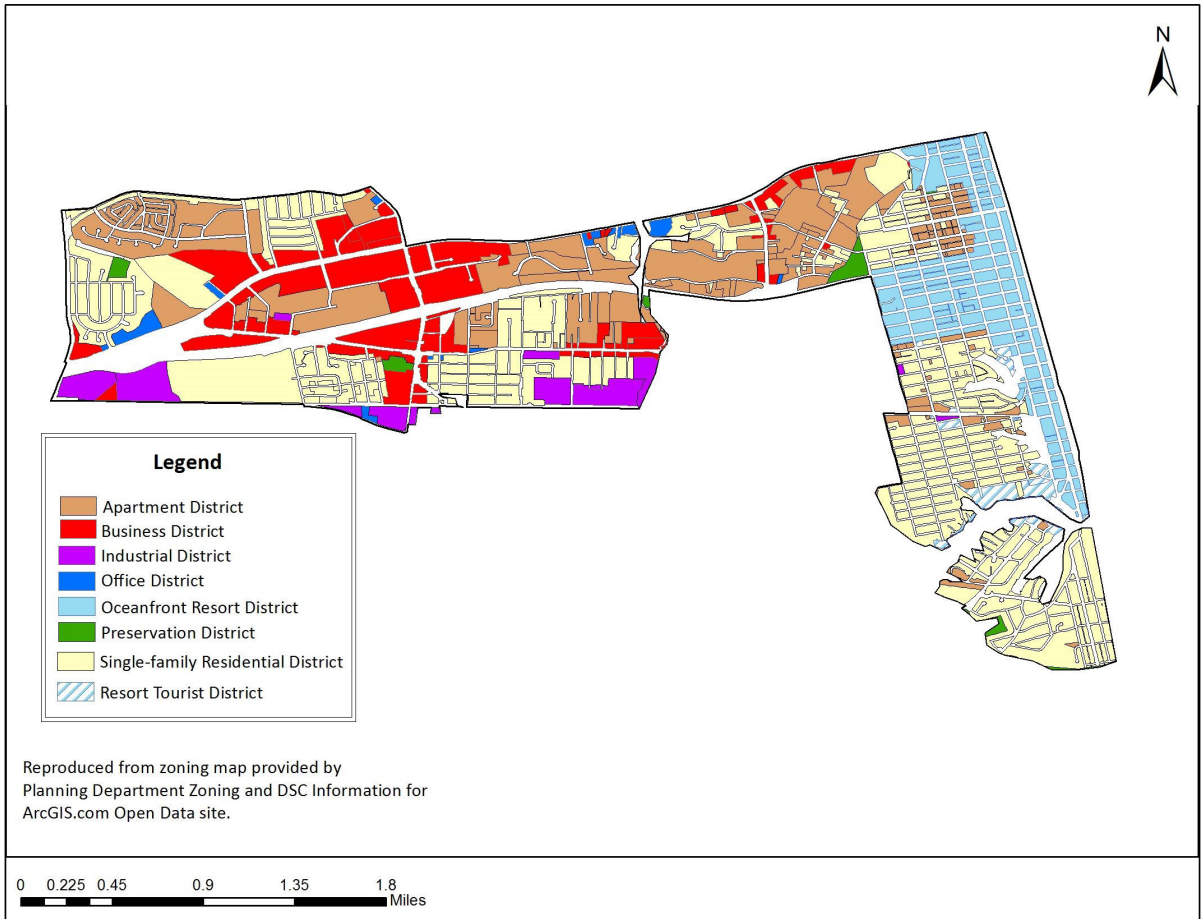 N
Legend
Apartment District
Business District
Industrial District
Office District
Oceanfront Resort District
Preservation District
Single-family Residential District
Resort Tourist District
Reproduced from zoning map provided by
Planning Department Zoning and DSC Information for
ArcGIS.com Open Data site.
0 0.225 0.45 0.9 1.35 1.8
Miles